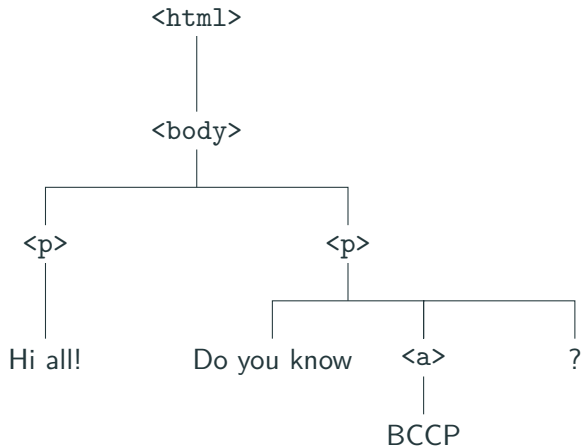 <html>
<body>
<p> <p>
Hi all! Do you know <a> ?
BCCP